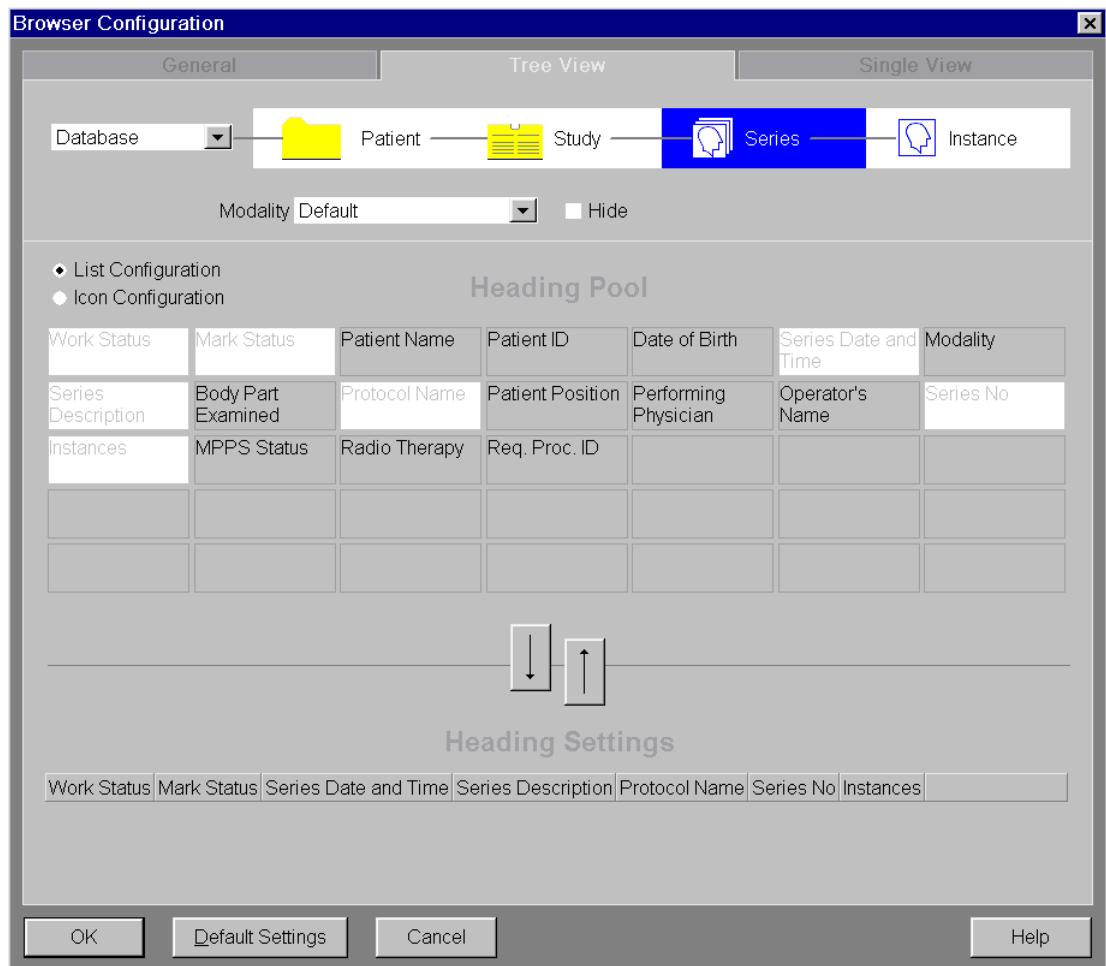 Browser Configuration
General Tree View Single View
Database Patient Study Series Instance
Modality Default Hide
List Configuration
Icon Configuration
Heading Pool
Work Status Mark Status Patient Name Patient ID Date of Birth Series Date and Time Modality
Series Description Body Part Examined Protocol Name Patient Position Performing Physician Operator's Name Series No
Instances MPPS Status Radio Therapy Req. Proc. ID
Heading Settings
Work Status Mark Status Series Date and Time Series Description Protocol Name Series No Instances
OK Default Settings Cancel Help